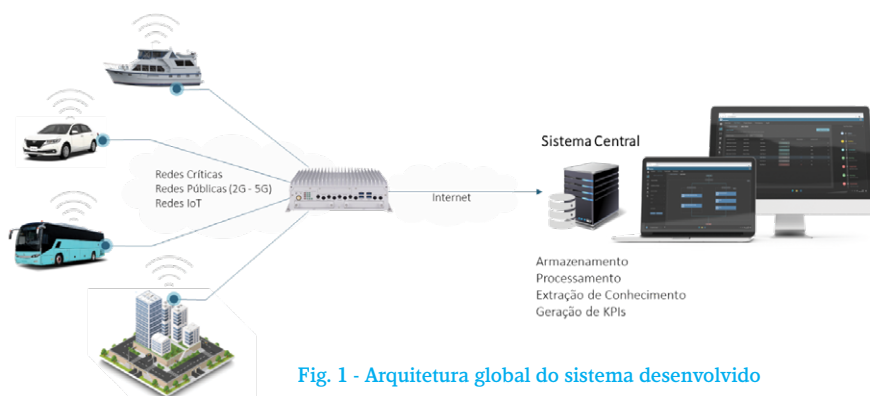 Redes Críticas
Redes Públicas (2G - 5G)
Redes IoT
Internet
Sistema Central
Armazenamento
Processamento
Extração de Conhecimento
Geração de KPIs
Fig. 1 - Arquitetura global do sistema desenvolvido